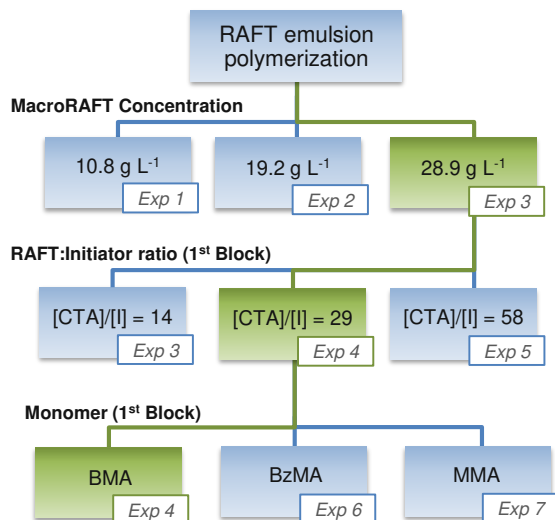 RAFT emulsion
polymerization
MacroRAFT Concentration
10.8 g L⁻¹
Exp 1
19.2 g L⁻¹
Exp 2
28.9 g L⁻¹
Exp 3
RAFT:Initiator ratio (1ˢᵗ Block)
[CTA]/[I] = 14
Exp 3
[CTA]/[I] = 29
Exp 4
[CTA]/[I] = 58
Exp 5
Monomer (1ˢᵗ Block)
BMA
Exp 4
BzMA
Exp 6
MMA
Exp 7